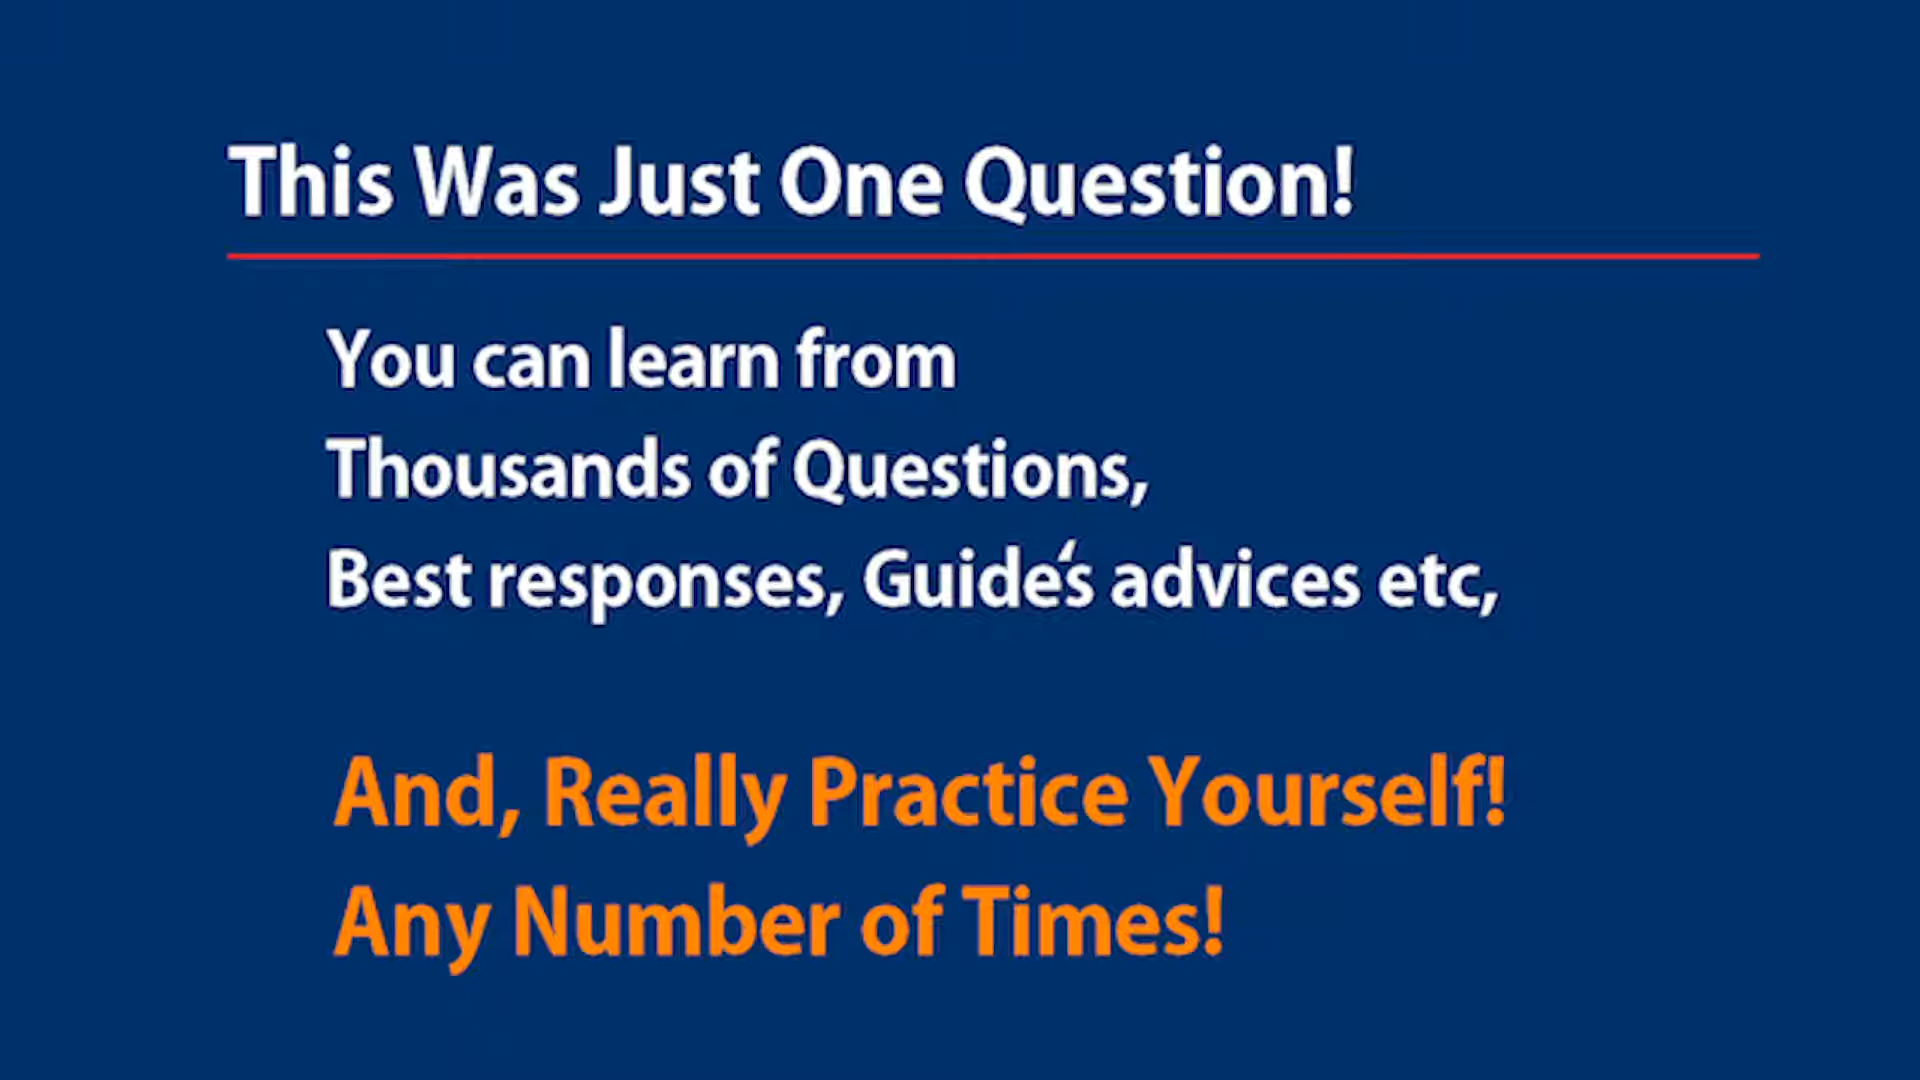 This Was Just One Question!
You can learn from
Thousands of Questions,
Best responses, Guide‘s advices etc,
And, Really Practice Yourself!
Any Number of Times!